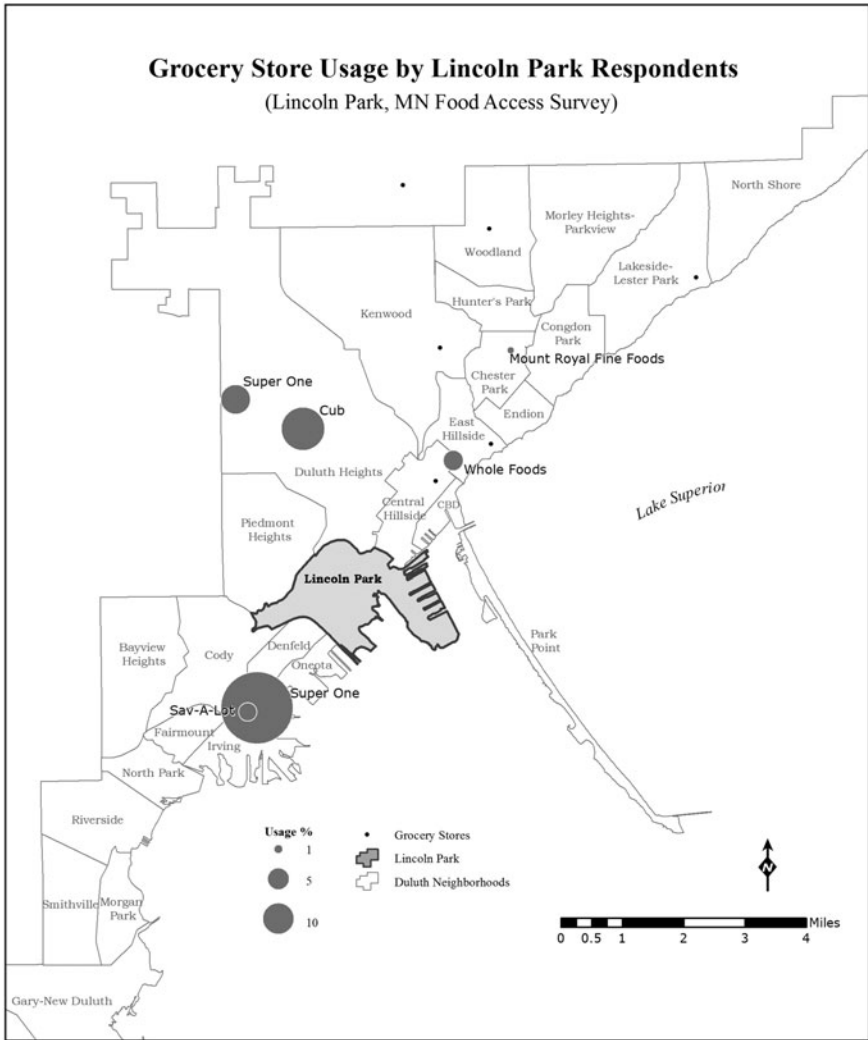 Grocery Store Usage by Lincoln Park Respondents
(Lincoln Park, MN Food Access Survey)
North Shore
Morley Heights-
Parkview
Woodland
Lakeside-
Lester Park
Hunter's Park
Kenwood
Congdon
Park
Mount Royal Fine Foods
Chester
Park
Super One
Cub
Endion
East
Hillside
Whole Foods
Duluth Heights
Central
Hillside
CBD
Lake Superior
Piedmont
Heights
Lincoln Park
Park
Point
Bayview
Heights
Cody
Denfeld
Oneota
Super One
Sav-A-Lot
Fairmount
Irving
North Park
Riverside
Smithville
Morgan
Park
Gary-New Duluth
Usage %
1
5
10
Grocery Stores
Lincoln Park
Duluth Neighborhoods
N
0 0.5 1 2 3 4 Miles